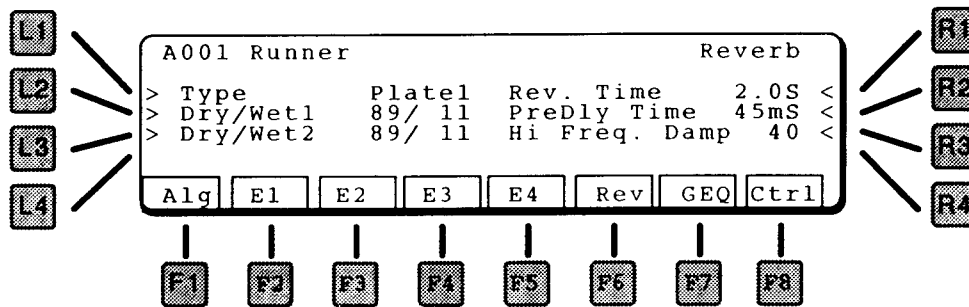 L1
L2
L3
L4
A001 Runner Reverb
> Type Plate1 Rev. Time 2.0S <
> Dry/Wet1 89/ 11 PreDly Time 45mS <
> Dry/Wet2 89/ 11 Hi Freq. Damp 40 <
Alg E1 E2 E3 E4 Rev GEQ Ctrl
R1
R2
R3
R4
F1 F2 F3 F4 F5 F6 F7 F8